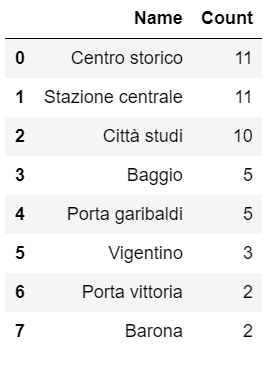 Name Count
0 Centro storico 11
1 Stazione centrale 11
2 Città studi 10
3 Baggio 5
4 Porta garibaldi 5
5 Vigentino 3
6 Porta vittoria 2
7 Barona 2